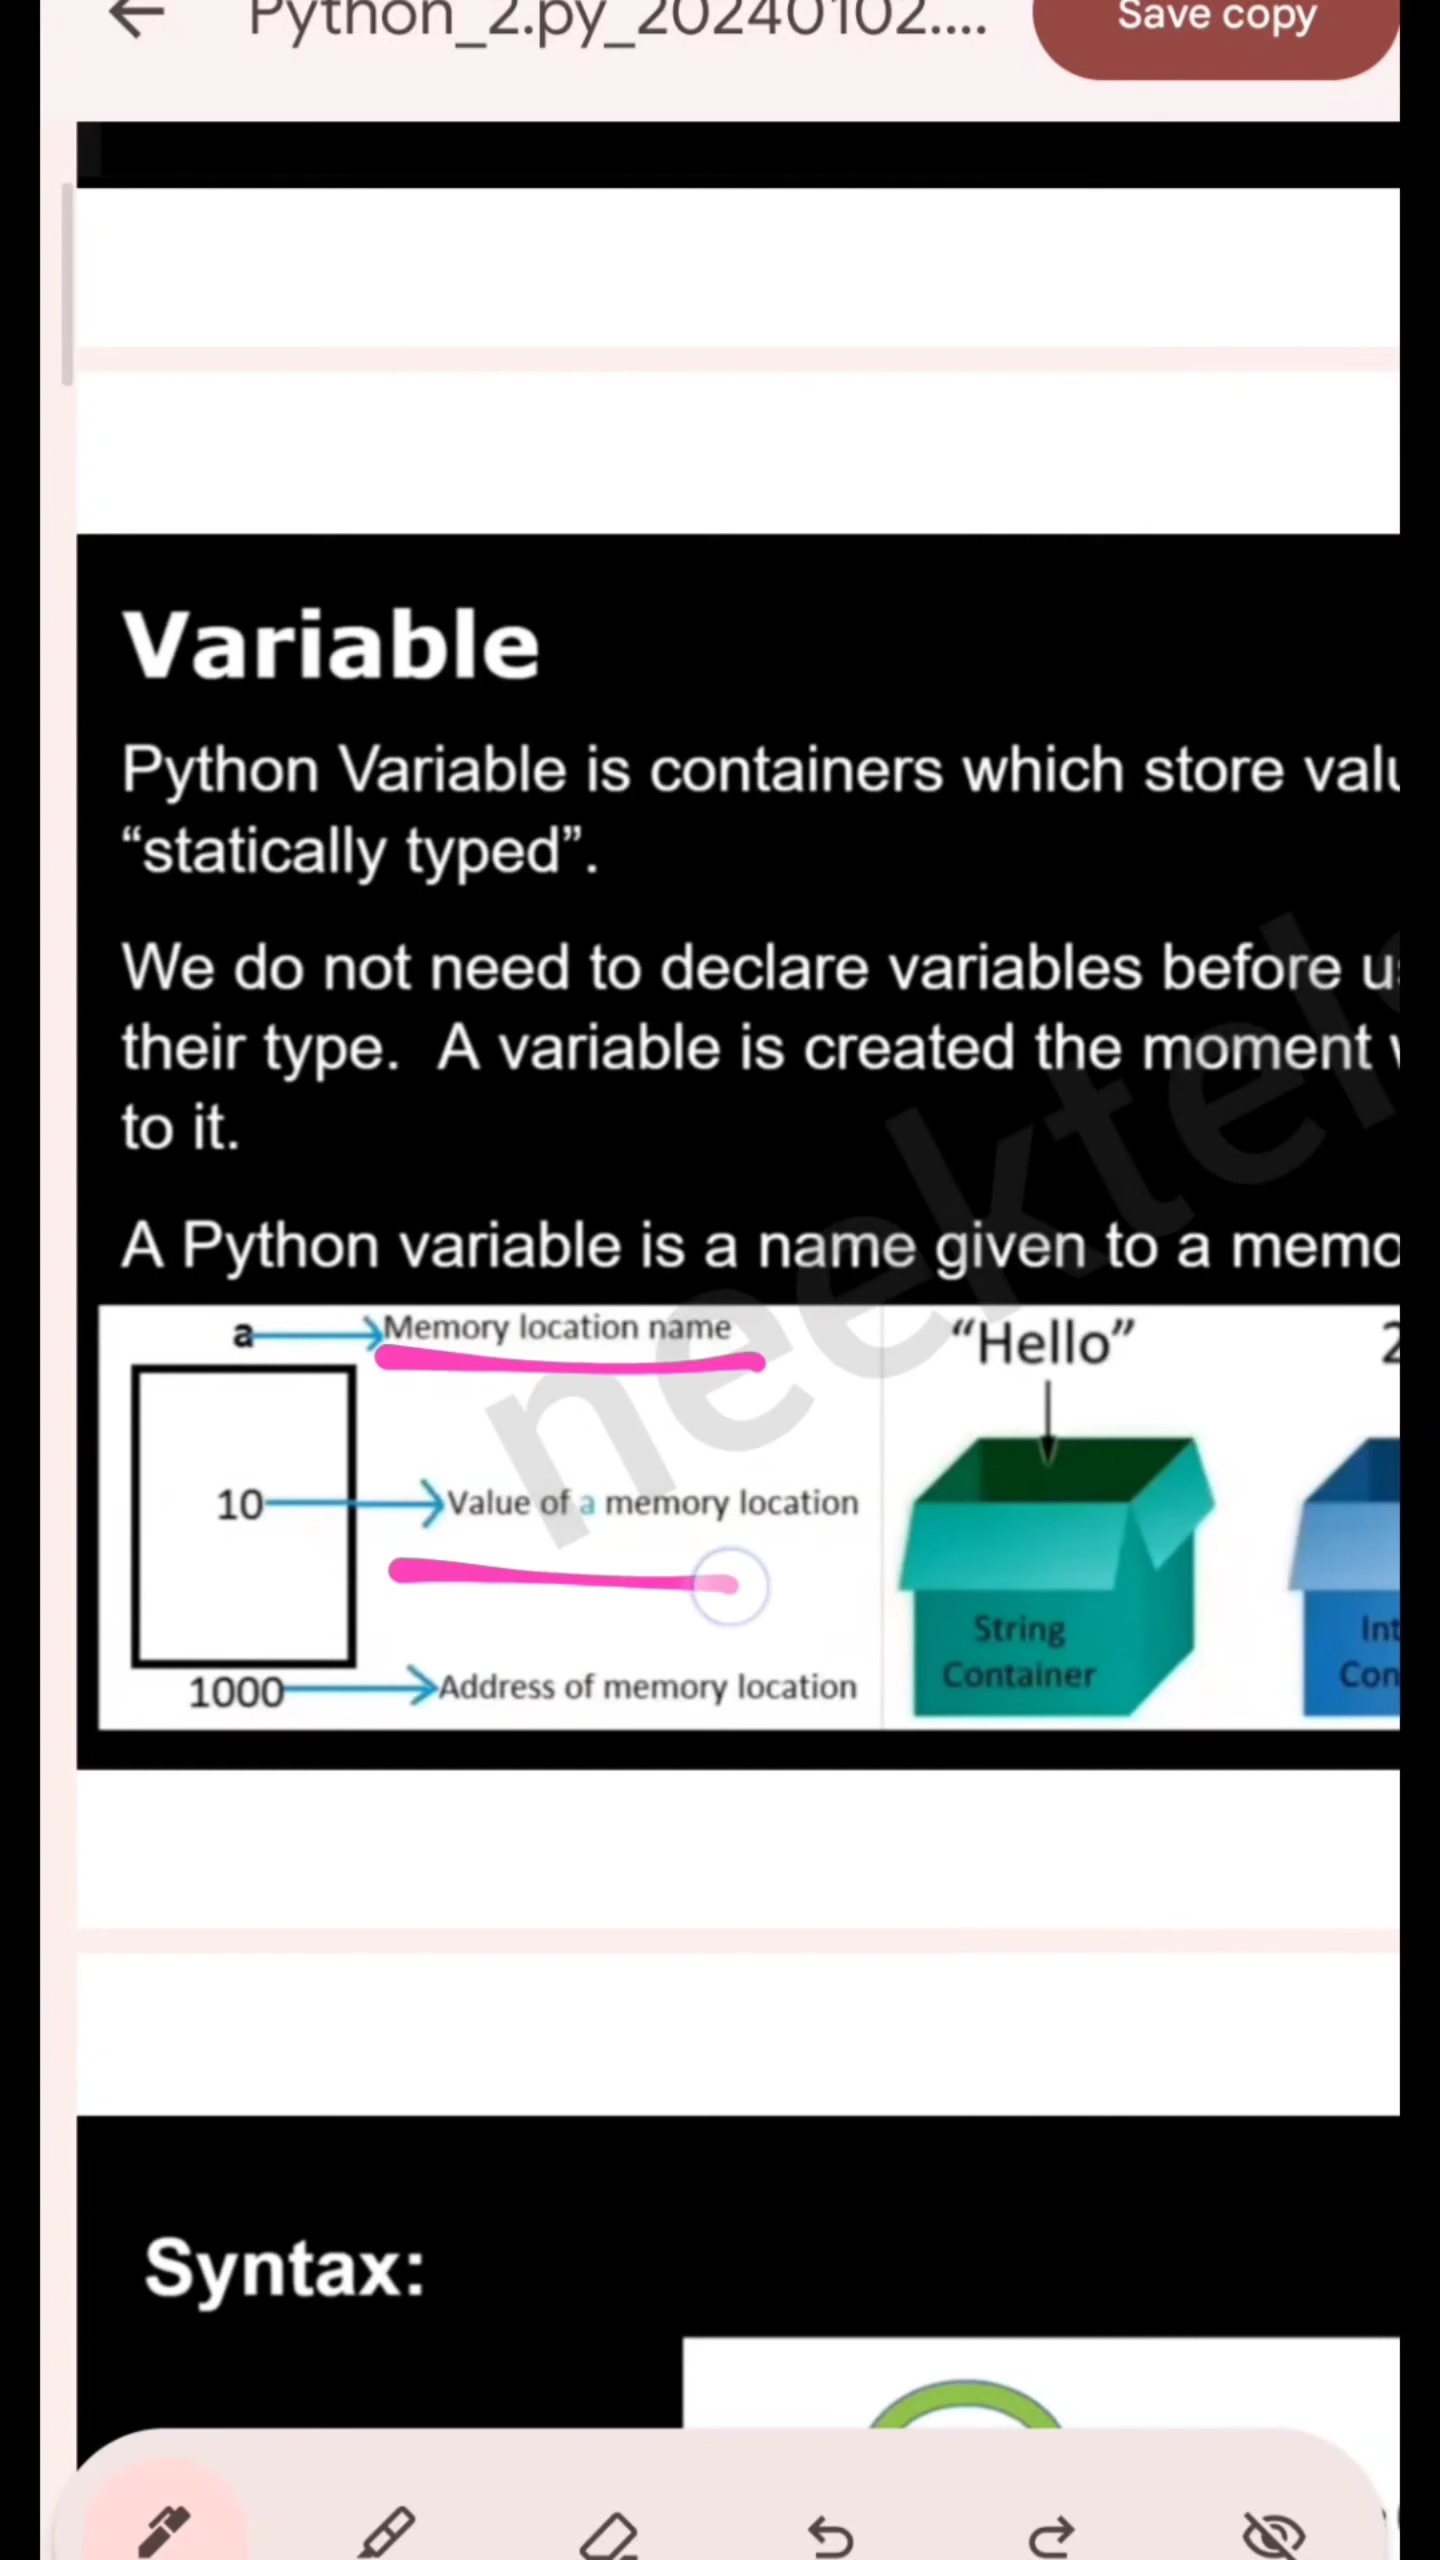 Python_2.py_20240102....
Save copy
Variable
Python Variable is containers which store
“statically typed”.
We do not need to declare variables before
their type. A variable is created the moment
to it.
A Python variable is a name given to a
a
Memory location name
“Hello”
10
Value of a memory location
String
Container
1000
Address of memory location
Syntax: